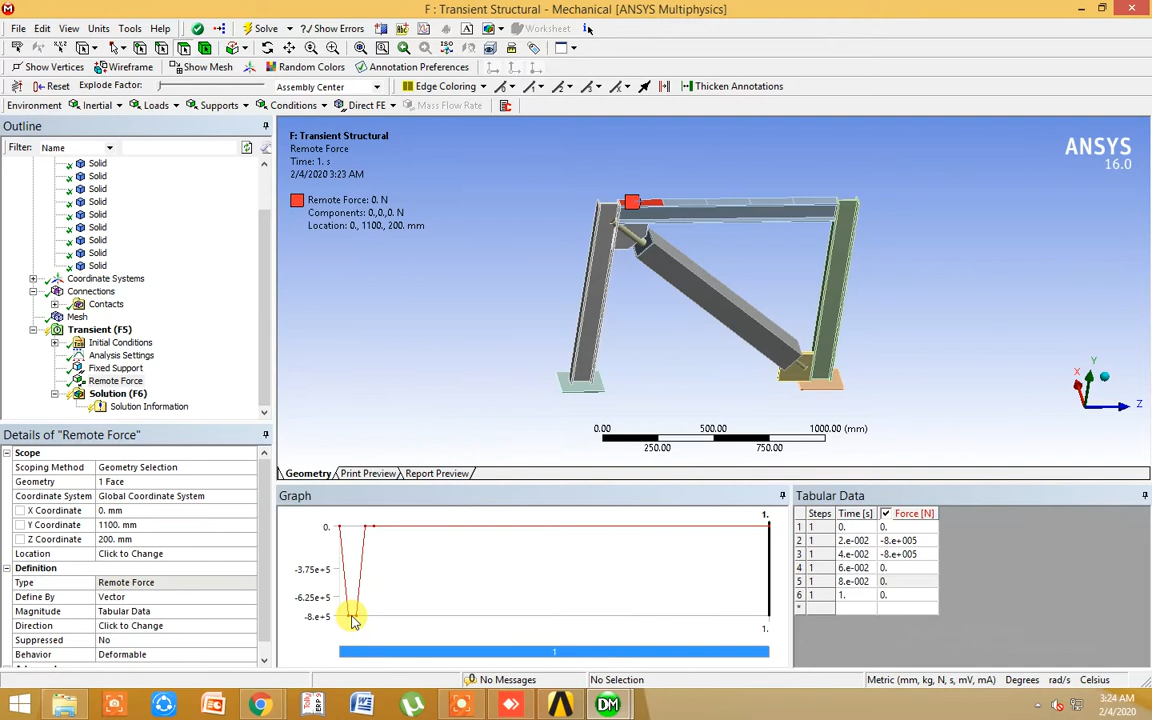 F : Transient Structural - Mechanical [ANSYS Multiphysics]
File Edit View Units Tools Help Solve ?/ Show Errors Worksheet
Show Vertices Wireframe Show Mesh Random Colors Annotation Preferences
Reset Explode Factor: Assembly Center Edge Coloring Thicken Annotations
Environment Inertial Loads Supports Conditions Direct FE Mass Flow Rate
Outline
Filter: Name
Solid
Solid
Solid
Solid
Solid
Solid
Solid
Solid
Solid
Coordinate Systems
Connections
Contacts
Mesh
Transient (F5)
Initial Conditions
Analysis Settings
Fixed Support
Remote Force
Solution (F6)
Solution Information
Details of "Remote Force"
Scope
Scoping Method Geometry Selection
Geometry 1 Face
Coordinate System Global Coordinate System
X Coordinate 0. mm
Y Coordinate 1100. mm
Z Coordinate 200. mm
Location Click to Change
Definition
Type Remote Force
Define By Vector
Magnitude Tabular Data
Direction Click to Change
Suppressed No
Behavior Deformable
F: Transient Structural
Remote Force
Time: 1. s
2/4/2020 3:23 AM
Remote Force: 0. N
Components: 0.,0.,0. N
Location: 0., 1100., 200. mm
ANSYS
16.0
Y
X
Z
0.00 500.00 1000.00 (mm)
250.00 750.00
Geometry Print Preview Report Preview
Graph
1.
0.
-3.75e+5
-6.25e+5
-8.e+5
1.
1
Tabular Data
Steps Time [s] Force [N]
1 1 0. 0.
2 1 2.e-002 -8.e+005
3 1 4.e-002 -8.e+005
4 1 6.e-002 0.
5 1 8.e-002 0.
6 1 1. 0.
*
No Messages No Selection Metric (mm, kg, N, s, mV, mA) Degrees rad/s Celsius
3:24 AM
2/4/2020